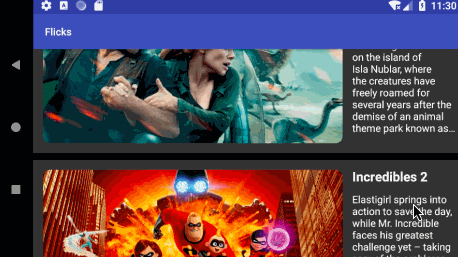 11:30
Flicks
on the island of
Isla Nublar, where
the creatures have
freely roamed for
several years after the
demise of an animal
theme park known as…
Incredibles 2
Elastigirl springs into
action to save the day,
while Mr. Incredible
faces his greatest
challenge yet – taking